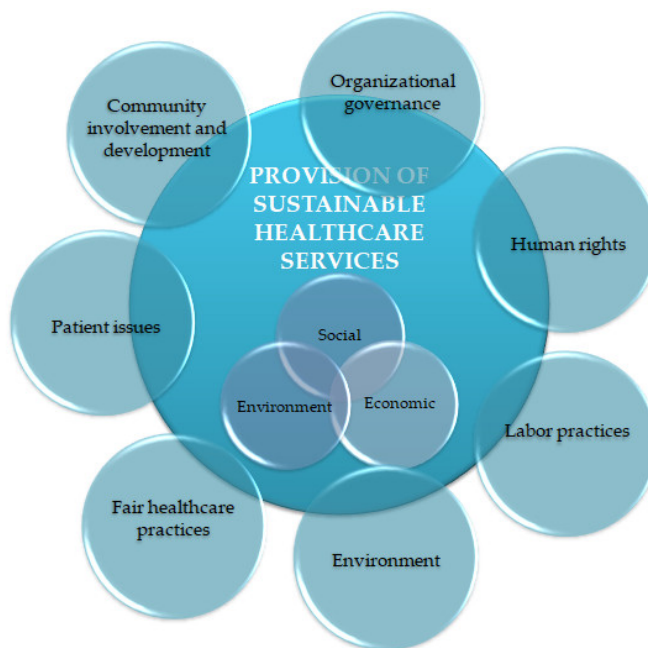 Organizational
governance
Community
involvement and
development
PROVISION OF
SUSTAINABLE
HEALTHCARE
SERVICES
Human rights
Patient issues
Social
Environment
Economic
Labor practices
Fair healthcare
practices
Environment